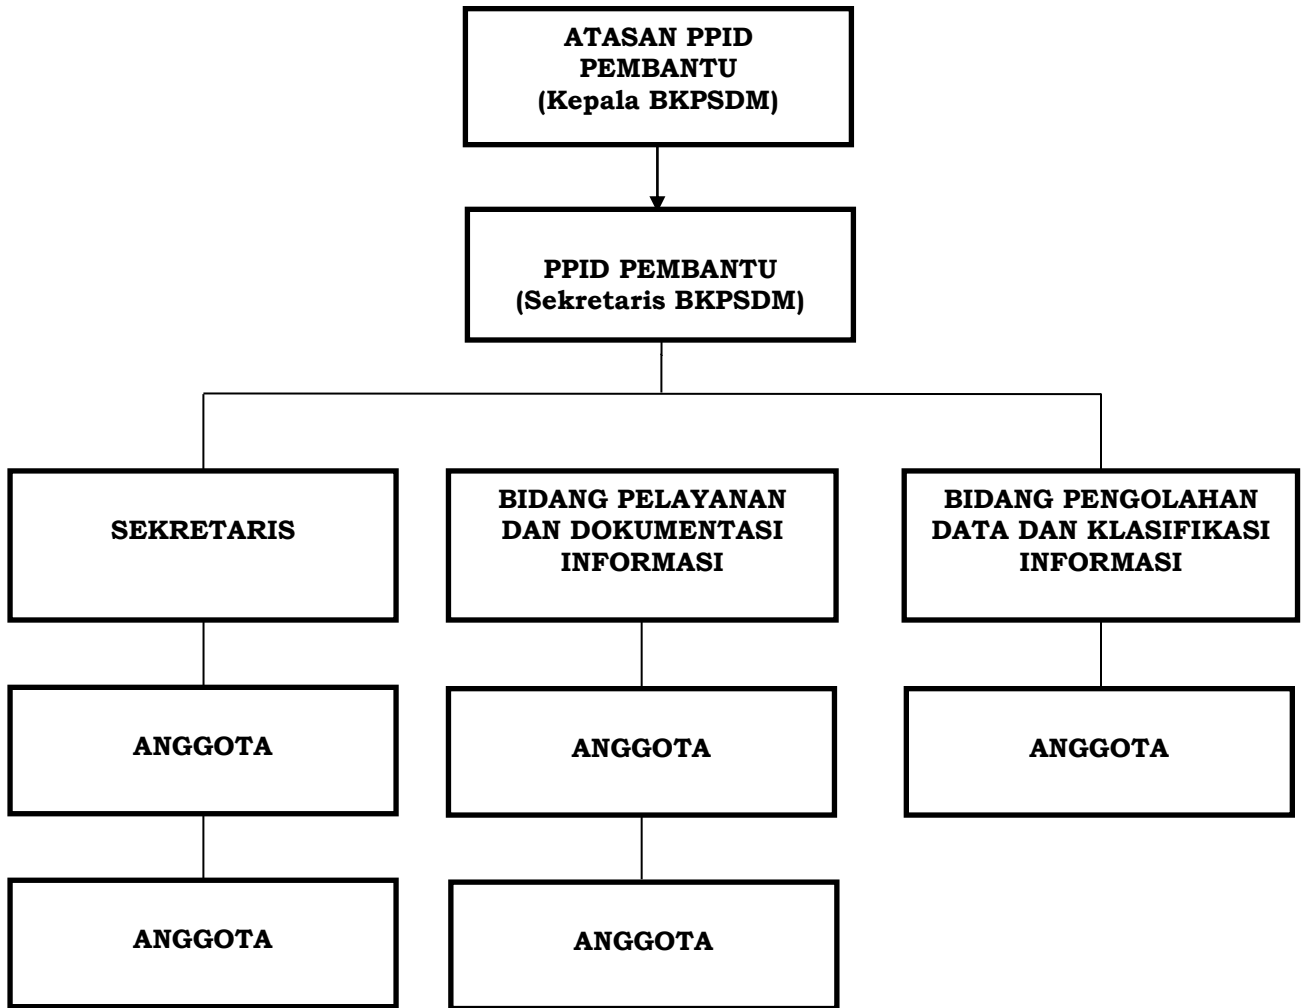 ATASAN PPID
PEMBANTU
(Kepala BKPSDM)
PPID PEMBANTU
(Sekretaris BKPSDM)
SEKRETARIS
BIDANG PELAYANAN
DAN DOKUMENTASI
INFORMASI
BIDANG PENGOLAHAN
DATA DAN KLASIFIKASI
INFORMASI
ANGGOTA
ANGGOTA
ANGGOTA
ANGGOTA
ANGGOTA